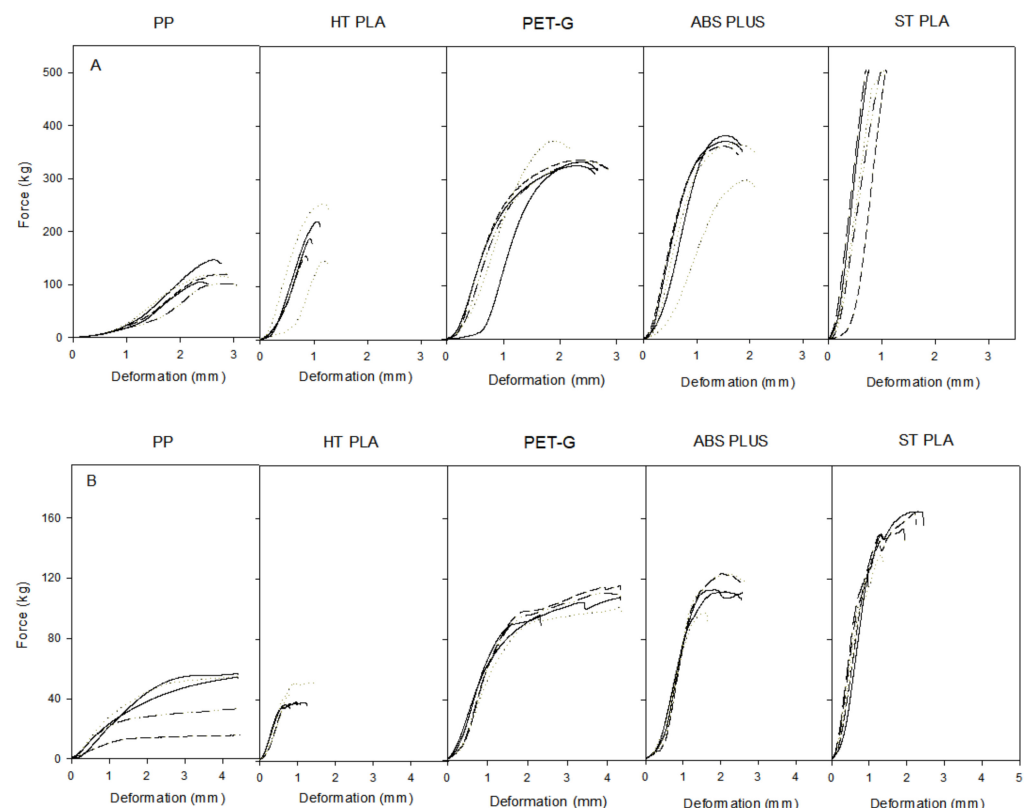 PP HT PLA PET-G ABS PLUS ST PLA
A
500
400
300
200
100
0
Force (kg)
0 1 2 3 0 1 2 3 0 1 2 3 0 1 2 3 0 1 2 3
Deformation (mm) Deformation (mm) Deformation (mm) Deformation (mm) Deformation (mm)
PP HT PLA PET-G ABS PLUS ST PLA
B
160
120
80
40
0
Force (kg)
0 1 2 3 4 0 1 2 3 4 0 1 2 3 4 0 1 2 3 4 0 1 2 3 4 5
Deformation (mm) Deformation (mm) Deformation (mm) Deformation (mm) Deformation (mm)